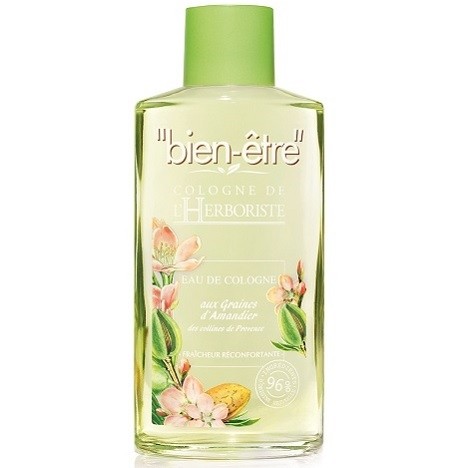 "bien-être"
COLOGNE DE
L'HERBORISTE
EAU DE COLOGNE
aux Graines
d'Amandier
des collines de Provence
FRAÎCHEUR RÉCONFORTANTE
96%